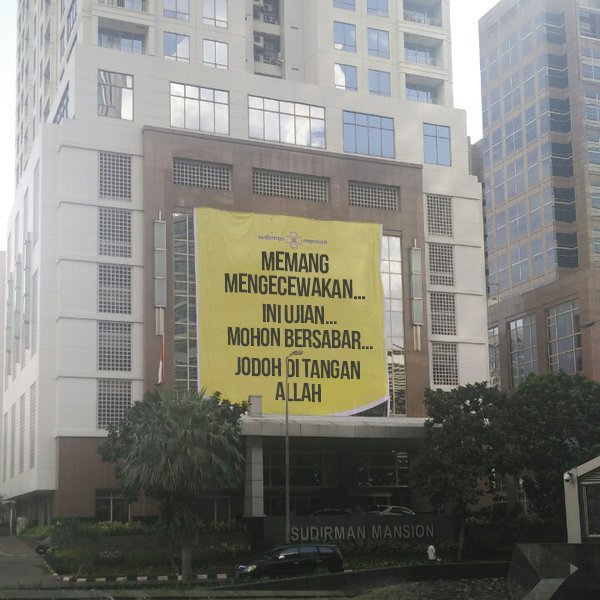 sudirman mansion
MEMANG
MENGECEWAKAN...
INI UJIAN...
MOHON BERSABAR...
JODOH DI TANGAN
ALLAH
SUDIRMAN MANSION